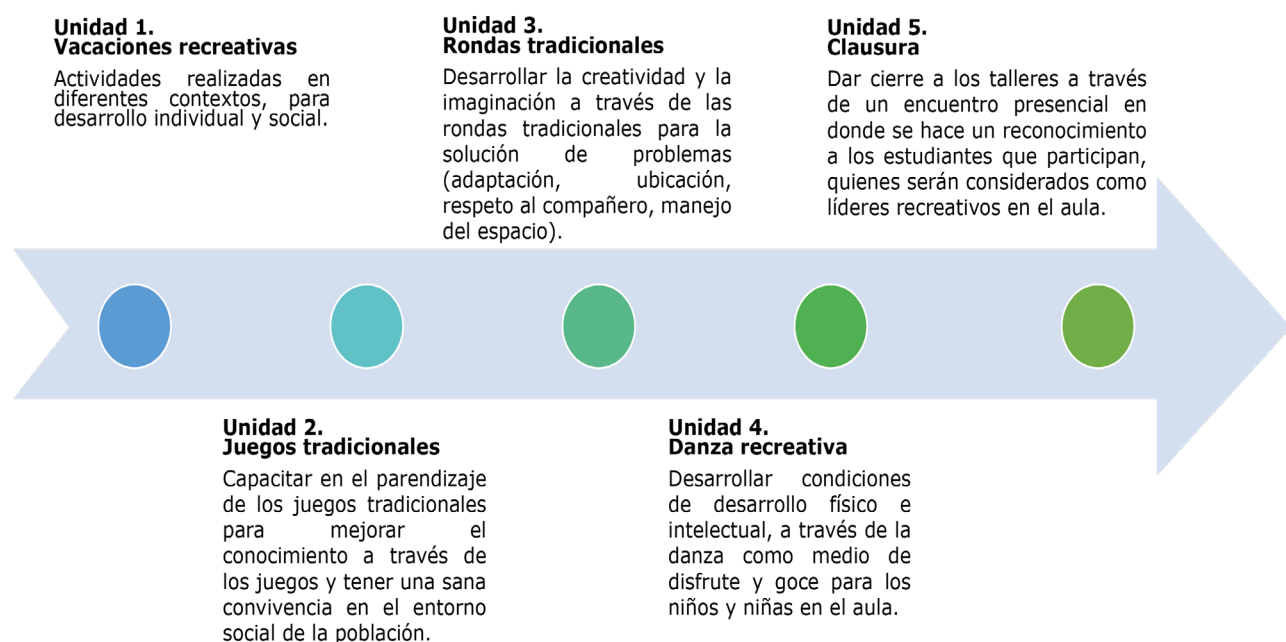 Unidad 1.
Vacaciones recreativas
Actividades realizadas en
diferentes contextos, para
desarrollo individual y social.
Unidad 2.
Juegos tradicionales
Capacitar en el parendizaje
de los juegos tradicionales
para mejorar el
conocimiento a través de
los juegos y tener una sana
convivencia en el entorno
social de la población.
Unidad 3.
Rondas tradicionales
Desarrollar la creatividad y la
imaginación a través de las
rondas tradicionales para la
solución de problemas
(adaptación, ubicación,
respeto al compañero, manejo
del espacio).
Unidad 4.
Danza recreativa
Desarrollar condiciones
de desarrollo físico e
intelectual, a través de la
danza como medio de
disfrute y goce para los
niños y niñas en el aula.
Unidad 5.
Clausura
Dar cierre a los talleres a través
de un encuentro presencial en
donde se hace un reconocimiento
a los estudiantes que participan,
quienes serán considerados como
líderes recreativos en el aula.